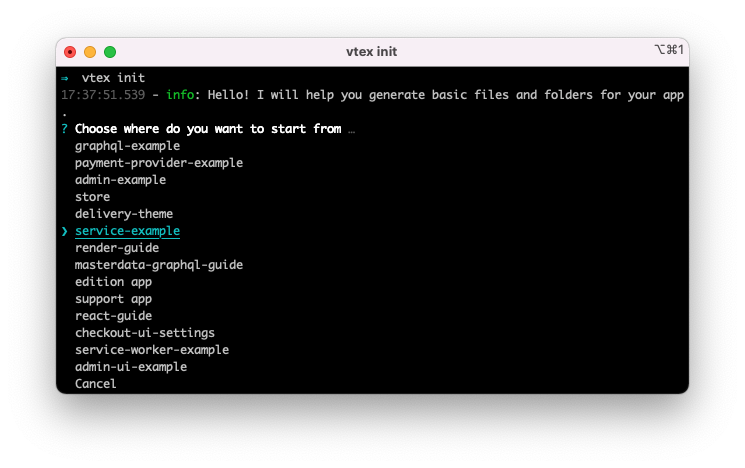 vtex init
⌥⌘1
⇒ vtex init
17:37:51.539 - info: Hello! I will help you generate basic files and folders for your app
.
? Choose where do you want to start from …
graphql-example
payment-provider-example
admin-example
store
delivery-theme
❯ service-example
render-guide
masterdata-graphql-guide
edition app
support app
react-guide
checkout-ui-settings
service-worker-example
admin-ui-example
Cancel